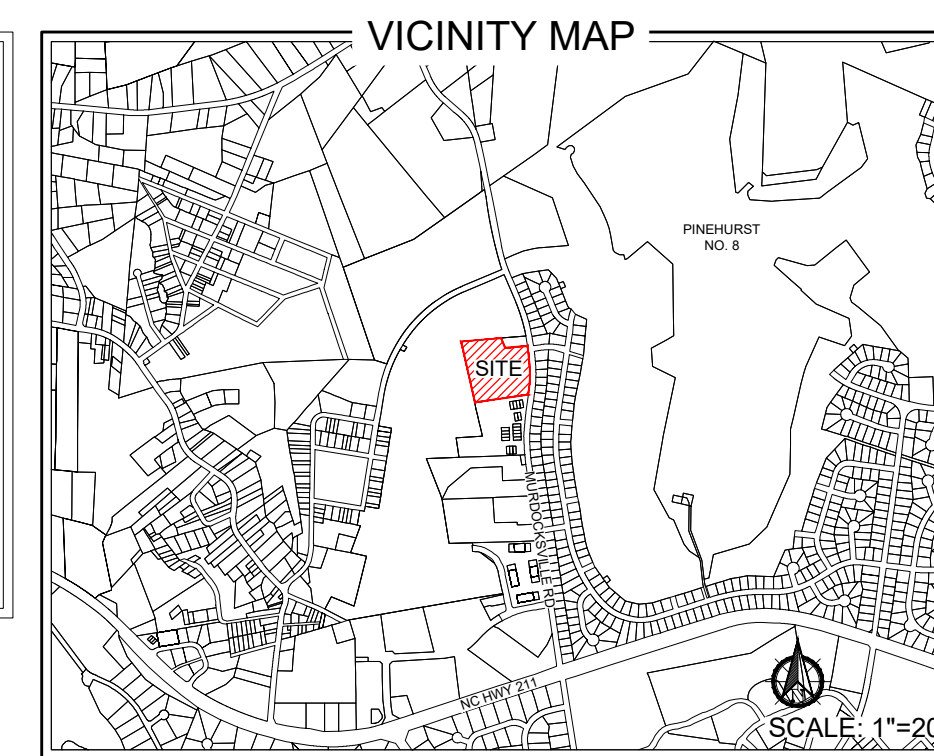 VICINITY MAP
PINEHURST
NO. 8
SITE
MURDOCKSVILLE RD.
NC HWY 211
SCALE: 1"=20